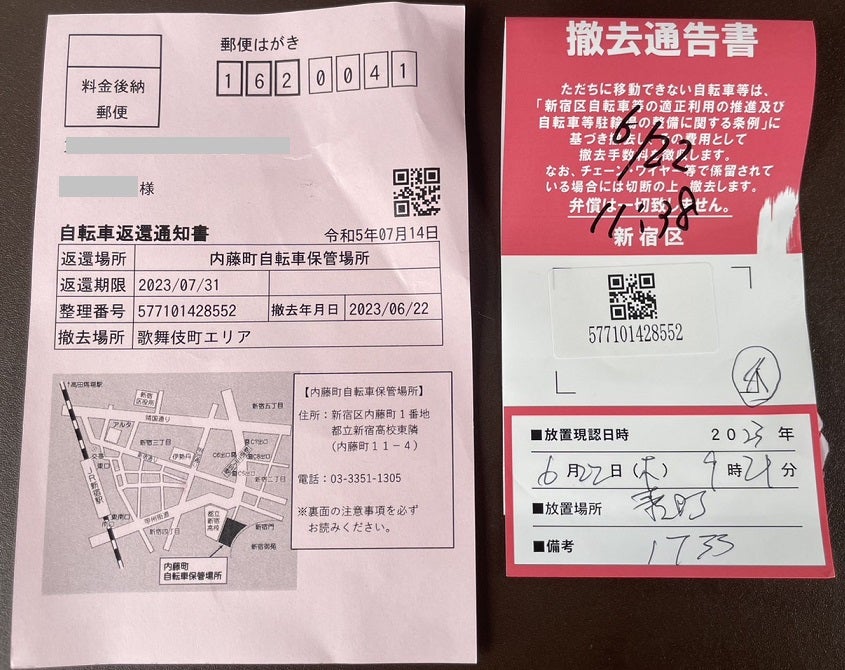 郵便はがき
料金後納
郵便
1620041
様
自転車返還通知書
令和5年07月14日
返還場所 内藤町自転車保管場所
返還期限 2023/07/31
整理番号 577101428552 撤去年月日 2023/06/22
撤去場所 歌舞伎町エリア
高田馬場駅
新宿
区役所
靖国通り
新宿五丁目
アルタ
新宿三丁目
伊勢丹
新宿二丁目
東口
JR新宿駅
東南口
南口
甲州街道
新宿四丁目
都立
新宿
高校
新宿門
新宿御苑
内藤町
自転車保管場所
【内藤町自転車保管場所】
住所：新宿区内藤町1番地
都立新宿高校東隣
（内藤町11－4）
電話：03-3351-1305
※裏面の注意事項を必ず
お読みください。
撤去通告書
ただちに移動できない自転車等は、
「新宿区自転車等の適正利用の推進及び
自転車等駐輪場の整備に関する条例」に
基づき撤去し、その費用として
撤去手数料を徴収します。
なお、チェーン・ワイヤー等で係留されて
いる場合には切断の上、撤去します。
弁償は一切致しません。
6/22
11:38
新宿区
577101428552
■放置現認日時 2023年
6月22日(木) 9時21分
■放置場所
■備考 1733